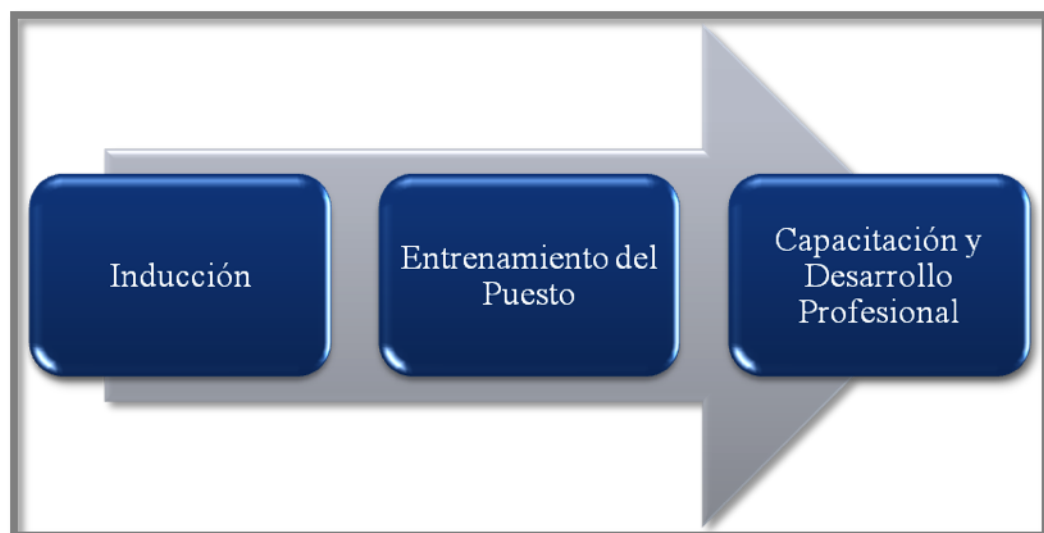 Inducción
Entrenamiento del
Puesto
Capacitación y
Desarrollo
Profesional